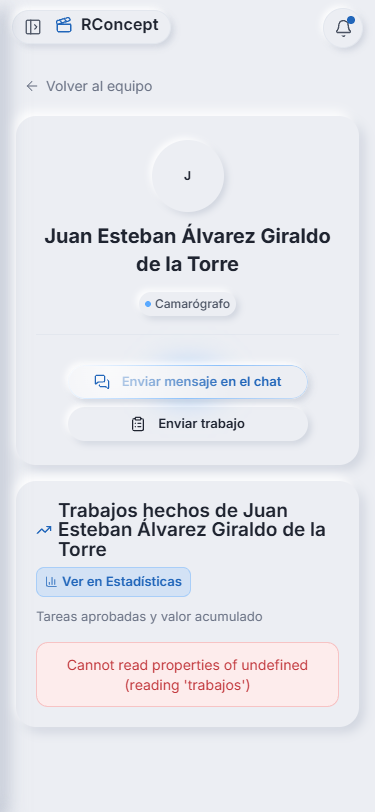 RConcept
Volver al equipo
J
Juan Esteban Álvarez Giraldo
de la Torre
Camarógrafo
Enviar mensaje en el chat
Enviar trabajo
Trabajos hechos de Juan
Esteban Álvarez Giraldo de la
Torre
Ver en Estadísticas
Tareas aprobadas y valor acumulado
Cannot read properties of undefined
(reading 'trabajos')